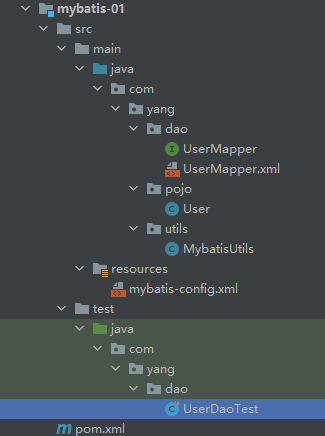 mybatis-01
src
main
java
com
yang
dao
UserMapper
UserMapper.xml
pojo
User
utils
MybatisUtils
resources
mybatis-config.xml
test
java
com
yang
dao
UserDaoTest
pom.xml